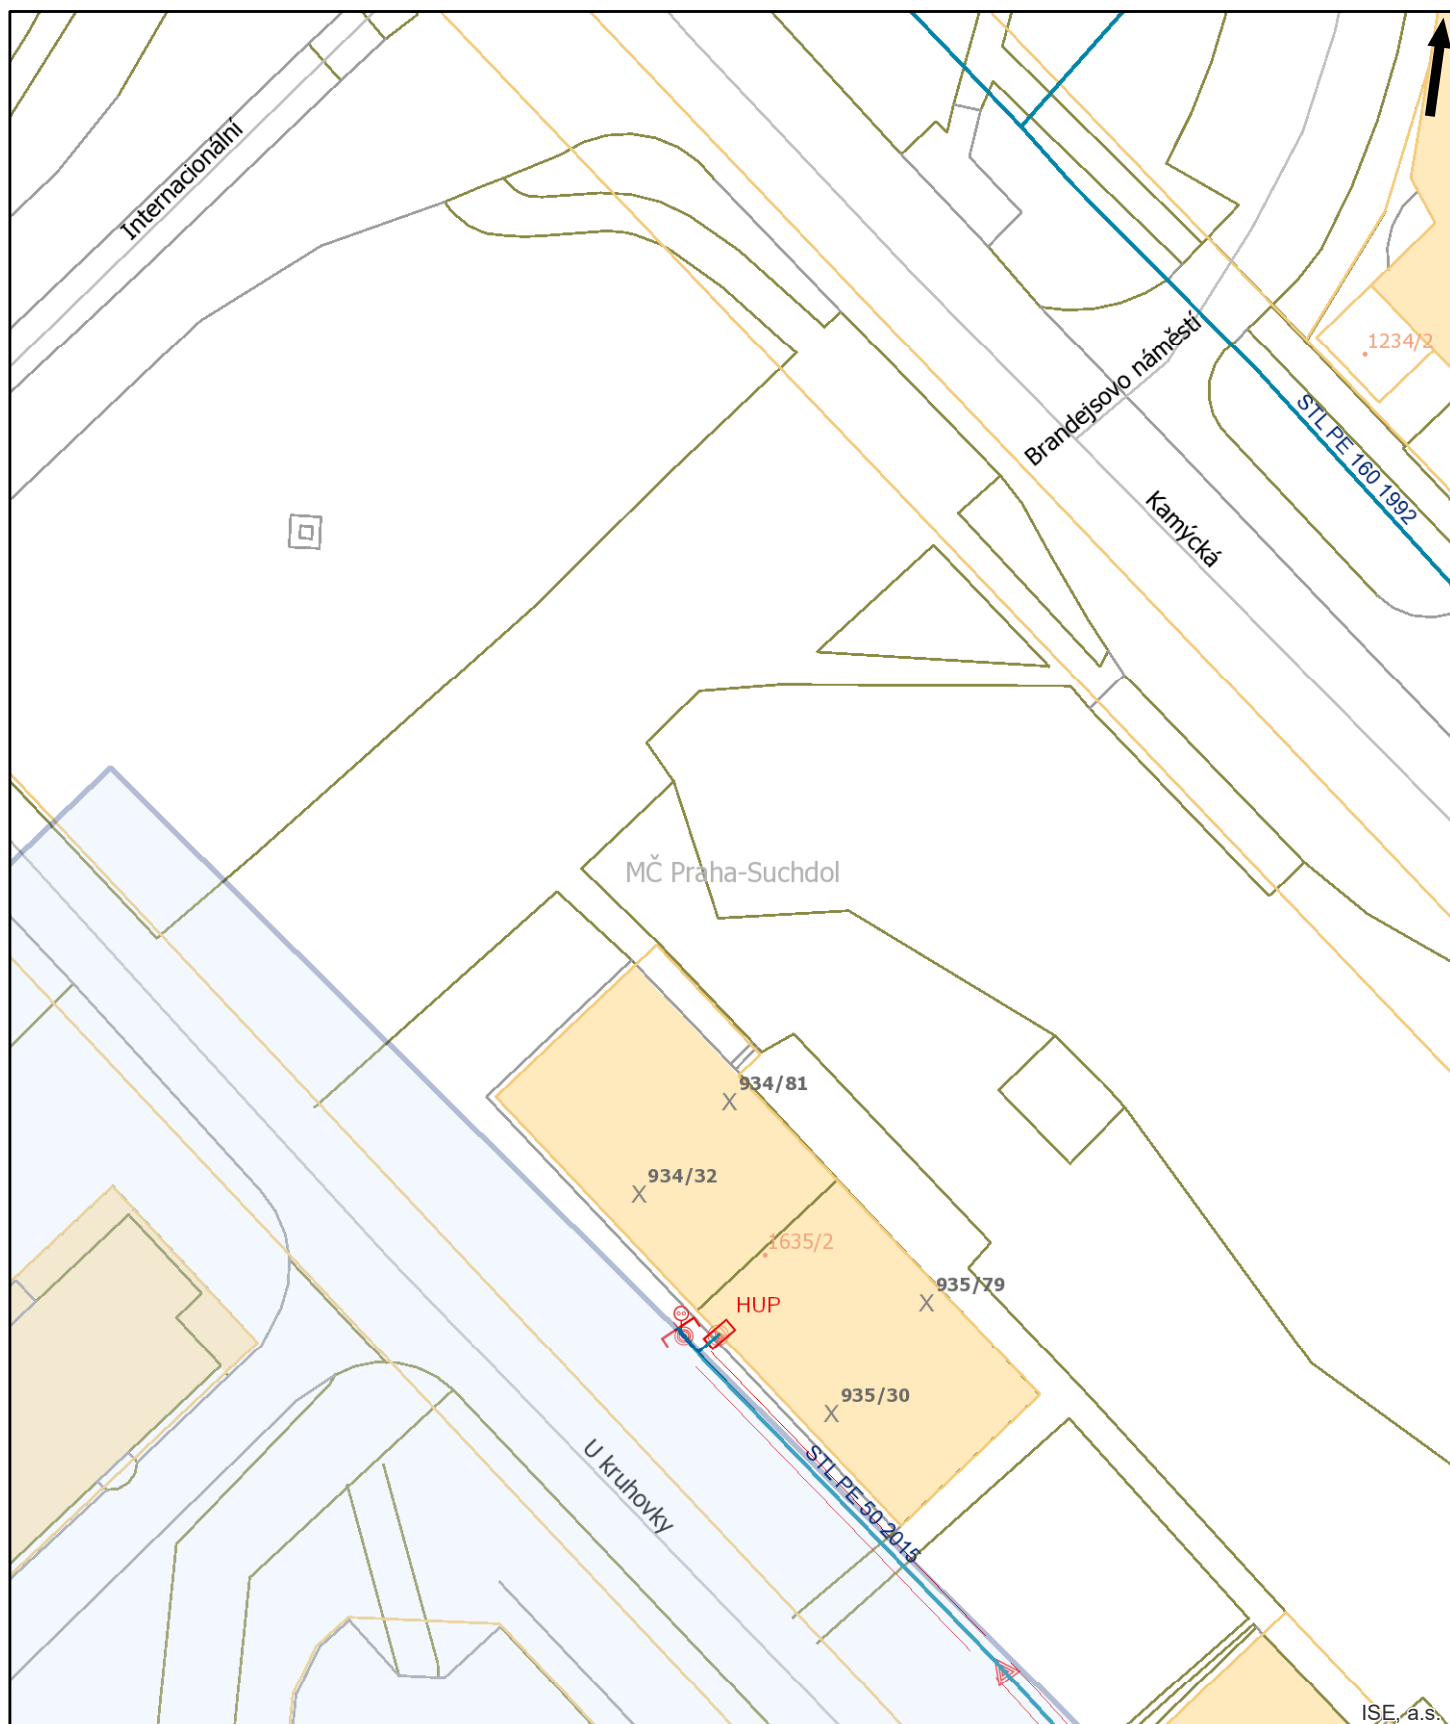 Internacionální
Brandejsovo náměstí
1234/2
STL PE 160 1992
Kamýcká
MČ Praha-Suchdol
934/81
X
934/32
X
1635/2
935/79
X
HUP
935/30
X
STL PE 50 2015
U kruhovky
ISE, a.s.